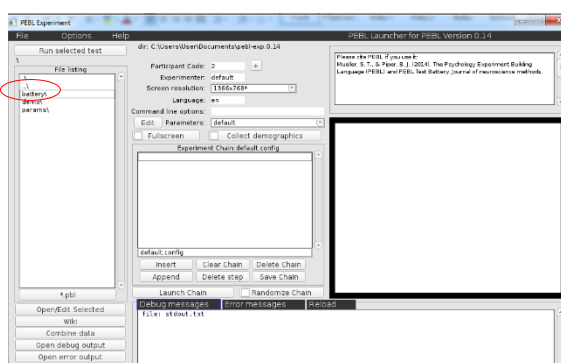 PEBL Experiment
File Options Help
PEBL Launcher for PEBL Version 0.14
Run selected test
dir: C:\Users\User\Documents\pebl-exp.0.14
\
File listing
.\
..\
battery\
demo\
params\
*.pbl
Open/Edit Selected
Wiki
Combine data
Open debug output
Open error output
Participant Code: 2 +
Experimenter: default
Screen resolution: 1366x768*
Language: en
Command line options:
Edit Parameters: default
Fullscreen Collect demographics
Experiment Chain:default config
default.config
Insert Clear Chain Delete Chain
Append Delete step Save Chain
Launch Chain Randomize Chain
Please cite PEBL if you use it:
Mueller, S. T., & Piper, B. J. (2014). The Psychology Experiment Building
Language (PEBL) and PEBL Test Battery. Journal of neuroscience methods,
Debug messages Error messages Reload
file: stdout.txt